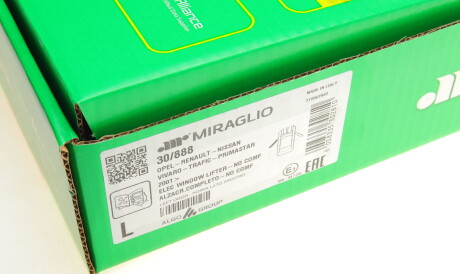 Alliance
MIRAGLIO
MADE IN ITALY
30/888
OPEL-RENAULT-NISSAN
VIVARO-TRAFIC-PRIMASTAR
2001-
ELEC WINDOW LIFTER-NO COMF
ALZACR.COMPLETO-NO COMF
L
ALGO GROUP
EAC